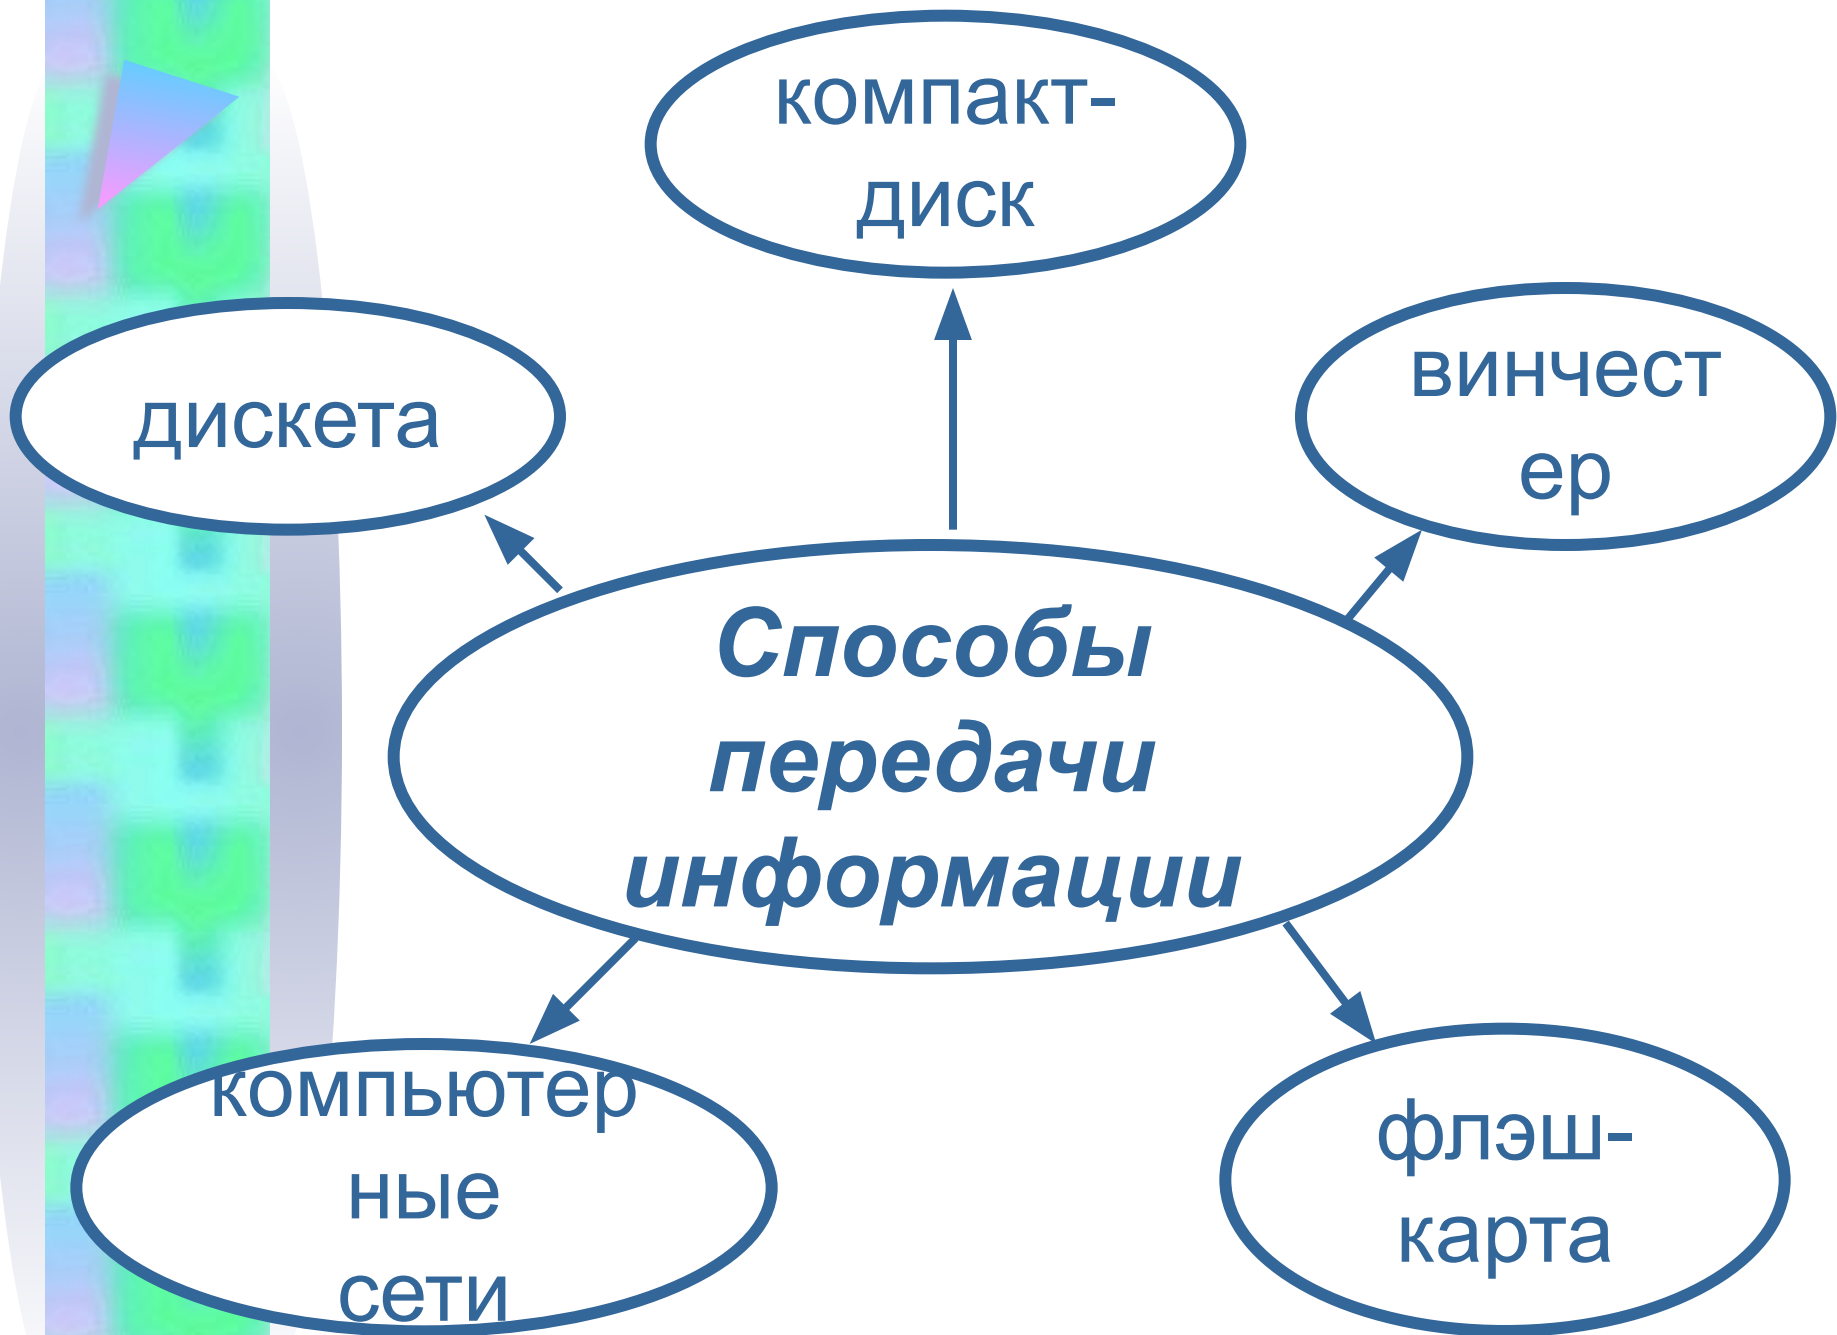 компакт-
диск
дискета
винчест
ер
Способы
передачи
информации
компьютер
ные
сети
флэш-
карта